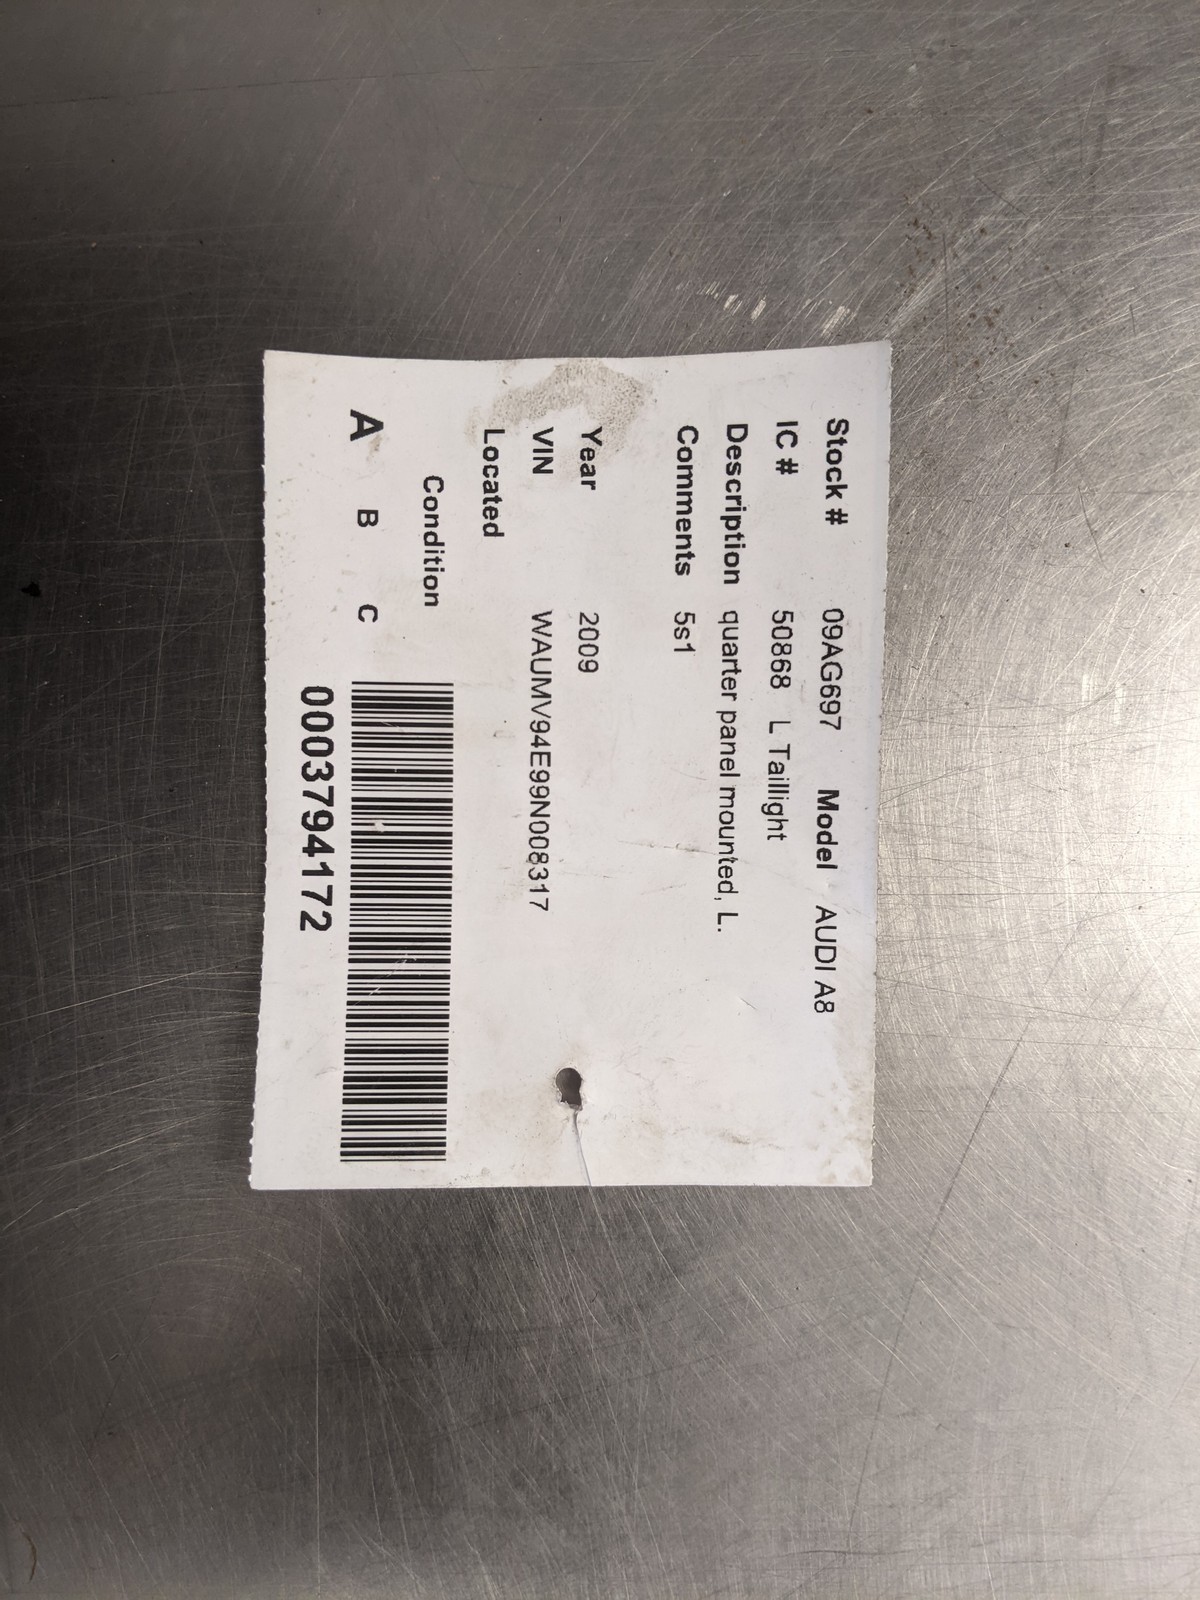 Stock # 09AG697 Model AUDI A8
IC # 50868 L Taillight
Description quarter panel mounted, L.
Comments 5s1
Year 2009
VIN WAUMV94E99N008317
Located
Condition
A B C
0003794172